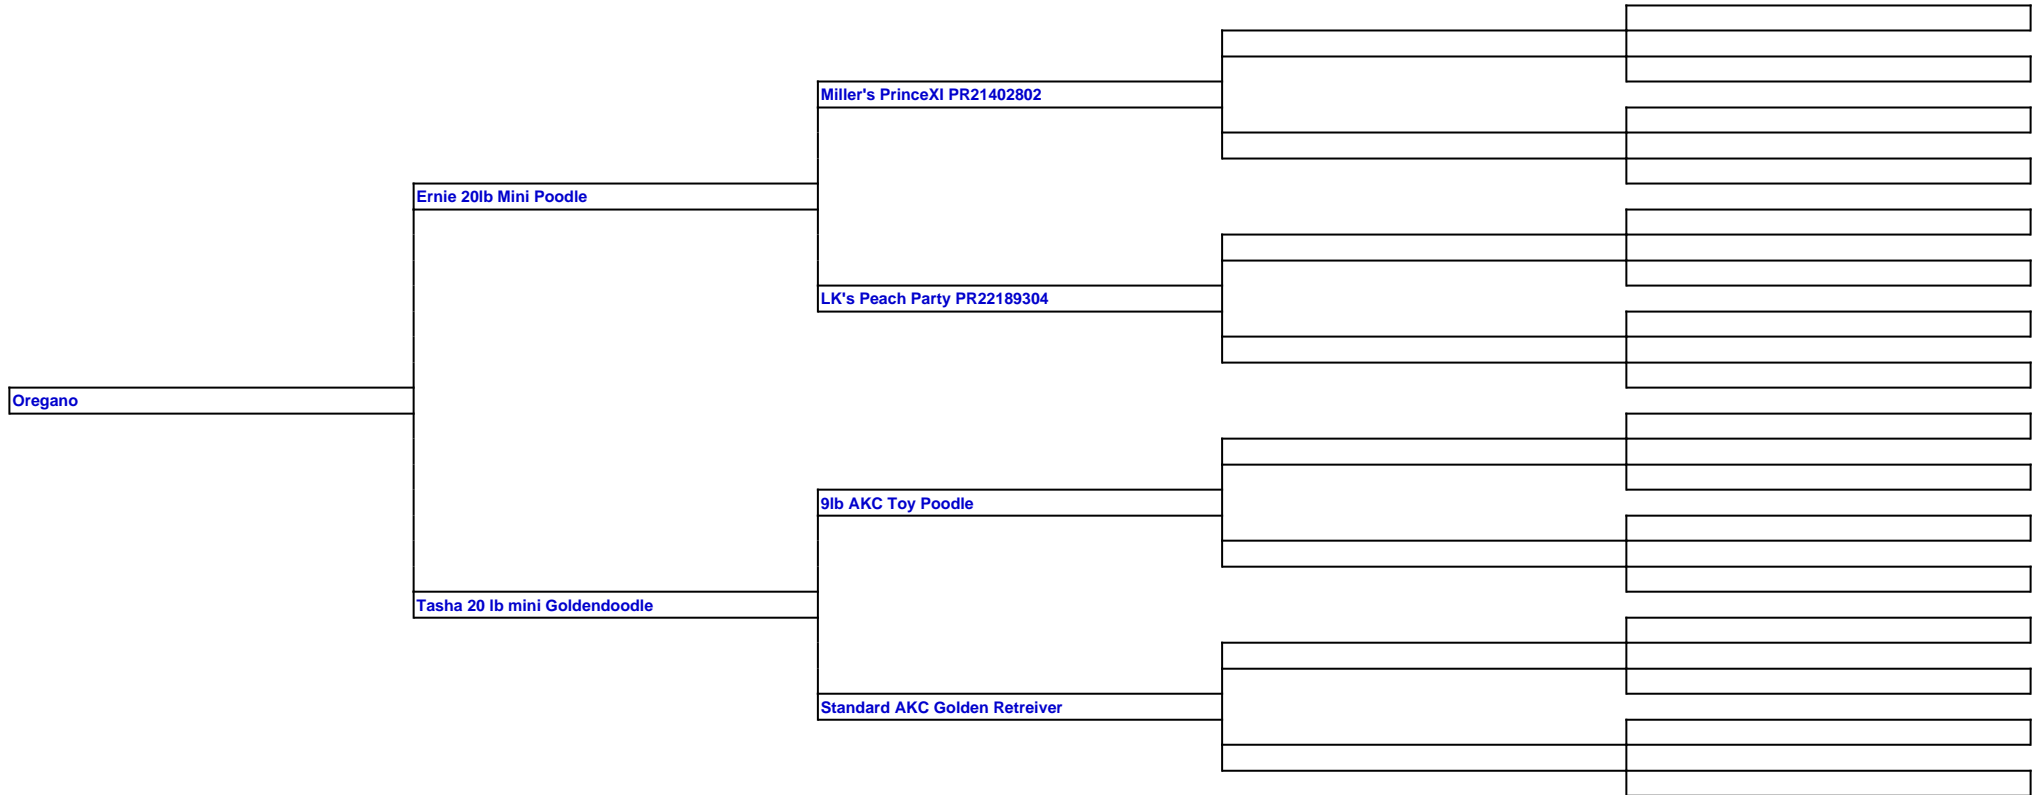 Miller's PrinceXI PR21402802
Ernie 20lb Mini Poodle
LK's Peach Party PR22189304
Oregano
9lb AKC Toy Poodle
Tasha 20 lb mini Goldendoodle
Standard AKC Golden Retreiver